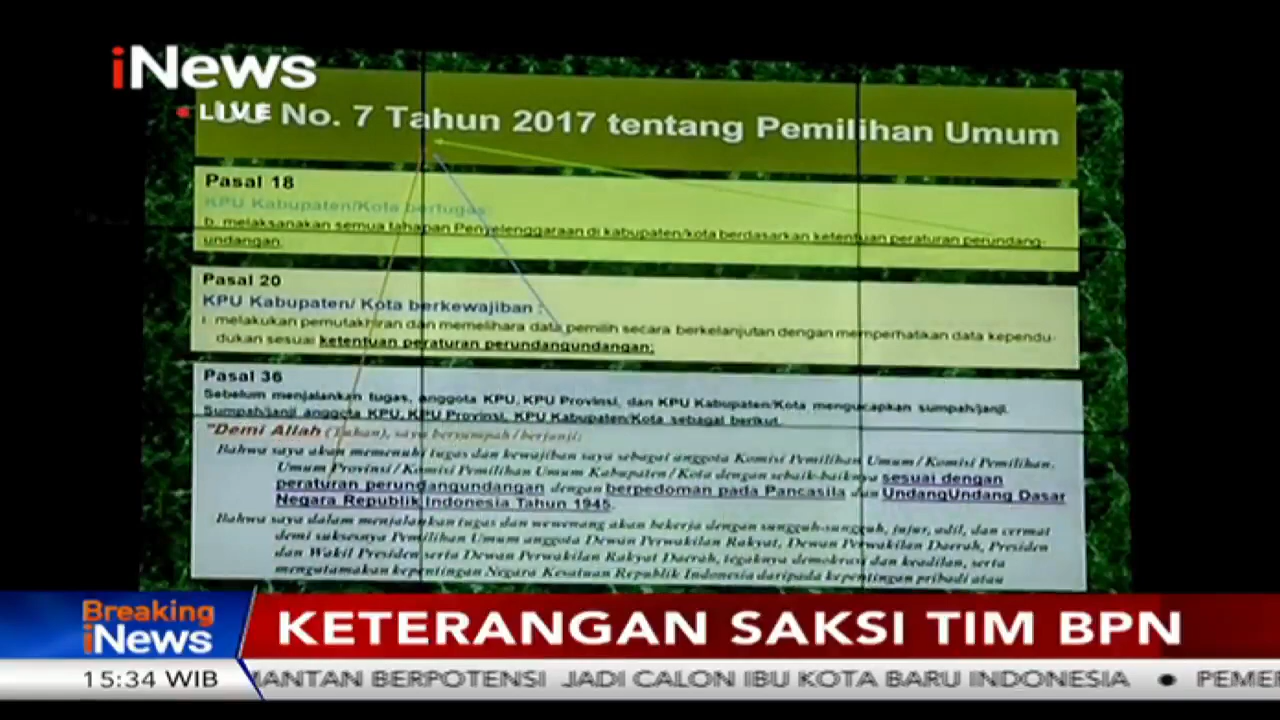 iNews
LIVE
UU No. 7 Tahun 2017 tentang Pemilihan Umum
Pasal 18
KPU Kabupaten/Kota bertugas:
b. melaksanakan semua tahapan Penyelenggaraan di kabupaten/kota berdasarkan ketentuan peraturan perundang-
undangan.
Pasal 20
KPU Kabupaten/ Kota berkewajiban :
melakukan pemutakhiran dan memelihara data pemilih secara berkelanjutan dengan memperhatikan data kependu-
dukan sesuai ketentuan peraturan perundangundangan;
Pasal 36
Sebelum menjalankan tugas, anggota KPU, KPU Provinsi, dan KPU Kabupaten/Kota mengucapkan sumpah/janji.
Sumpah/janji anggota KPU, KPU Provinsi, KPU Kabupaten/Kota sebagai berikut.
"Demi Allah (Tuhan), saya bersumpah/berjanji:
Bahwa saya akan memenuhi tugas dan kewajiban saya sebagai anggota Komisi Pemilihan Umum/Komisi Pemilihan.
Umum Provinsi/Komisi Pemilihan Umum Kabupaten/Kota dengan sebaik-baiknya sesuai dengan
peraturan perundangundangan dengan berpedoman pada Pancasila dan UndangUndang Dasar
Negara Republik Indonesia Tahun 1945.
Bahwa saya dalam menjalankan tugas dan wewenang akan bekerja dengan sungguh-sungguh, jujur, adil, dan cermat
demi suksesnya Pemilihan Umum anggota Dewan Perwakilan Rakyat, Dewan Perwakilan Daerah, Presiden
dan Wakil Presiden serta Dewan Perwakilan Rakyat Daerah, tegaknya demokrasi dan keadilan, serta
mengutamakan kepentingan Negara Kesatuan Republik Indonesia daripada kepentingan pribadi atau
Breaking
iNews
KETERANGAN SAKSI TIM BPN
15:34 WIB
MANTAN BERPOTENSI JADI CALON IBU KOTA BARU INDONESIA • PEMER